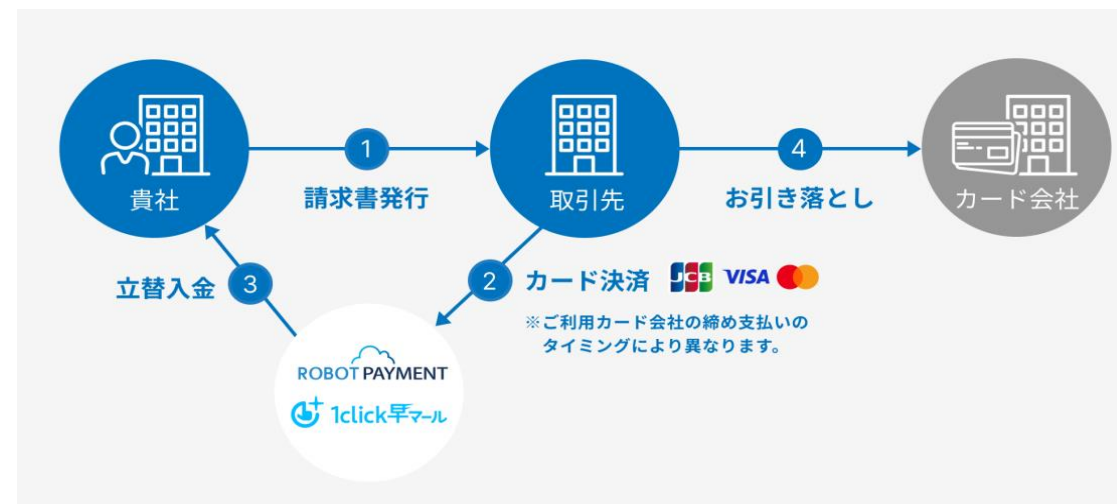 貴社
1
請求書発行
取引先
4
お引き落とし
カード会社
立替入金
3
2
カード決済
JCB
VISA
※ご利用カード会社の締め支払いの
タイミングにより異なります。
ROBOT PAYMENT
1click早マール